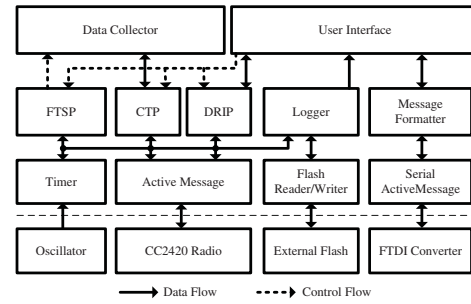 Data Collector
User Interface
FTSP
CTP
DRIP
Logger
Message
Formatter
Timer
Active Message
Flash
Reader/Writer
Serial
ActiveMessage
Oscillator
CC2420 Radio
External Flash
FTDI Converter
Data Flow
Control Flow